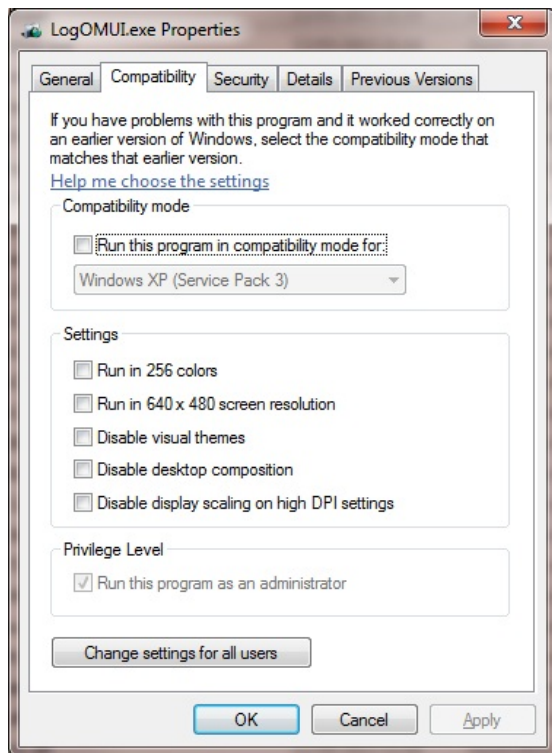 LogOMUI.exe Properties
General Compatibility Security Details Previous Versions
If you have problems with this program and it worked correctly on
an earlier version of Windows, select the compatibility mode that
matches that earlier version.
Help me choose the settings
Compatibility mode
Run this program in compatibility mode for:
Windows XP (Service Pack 3)
Settings
Run in 256 colors
Run in 640 x 480 screen resolution
Disable visual themes
Disable desktop composition
Disable display scaling on high DPI settings
Privilege Level
Run this program as an administrator
Change settings for all users
OK Cancel Apply